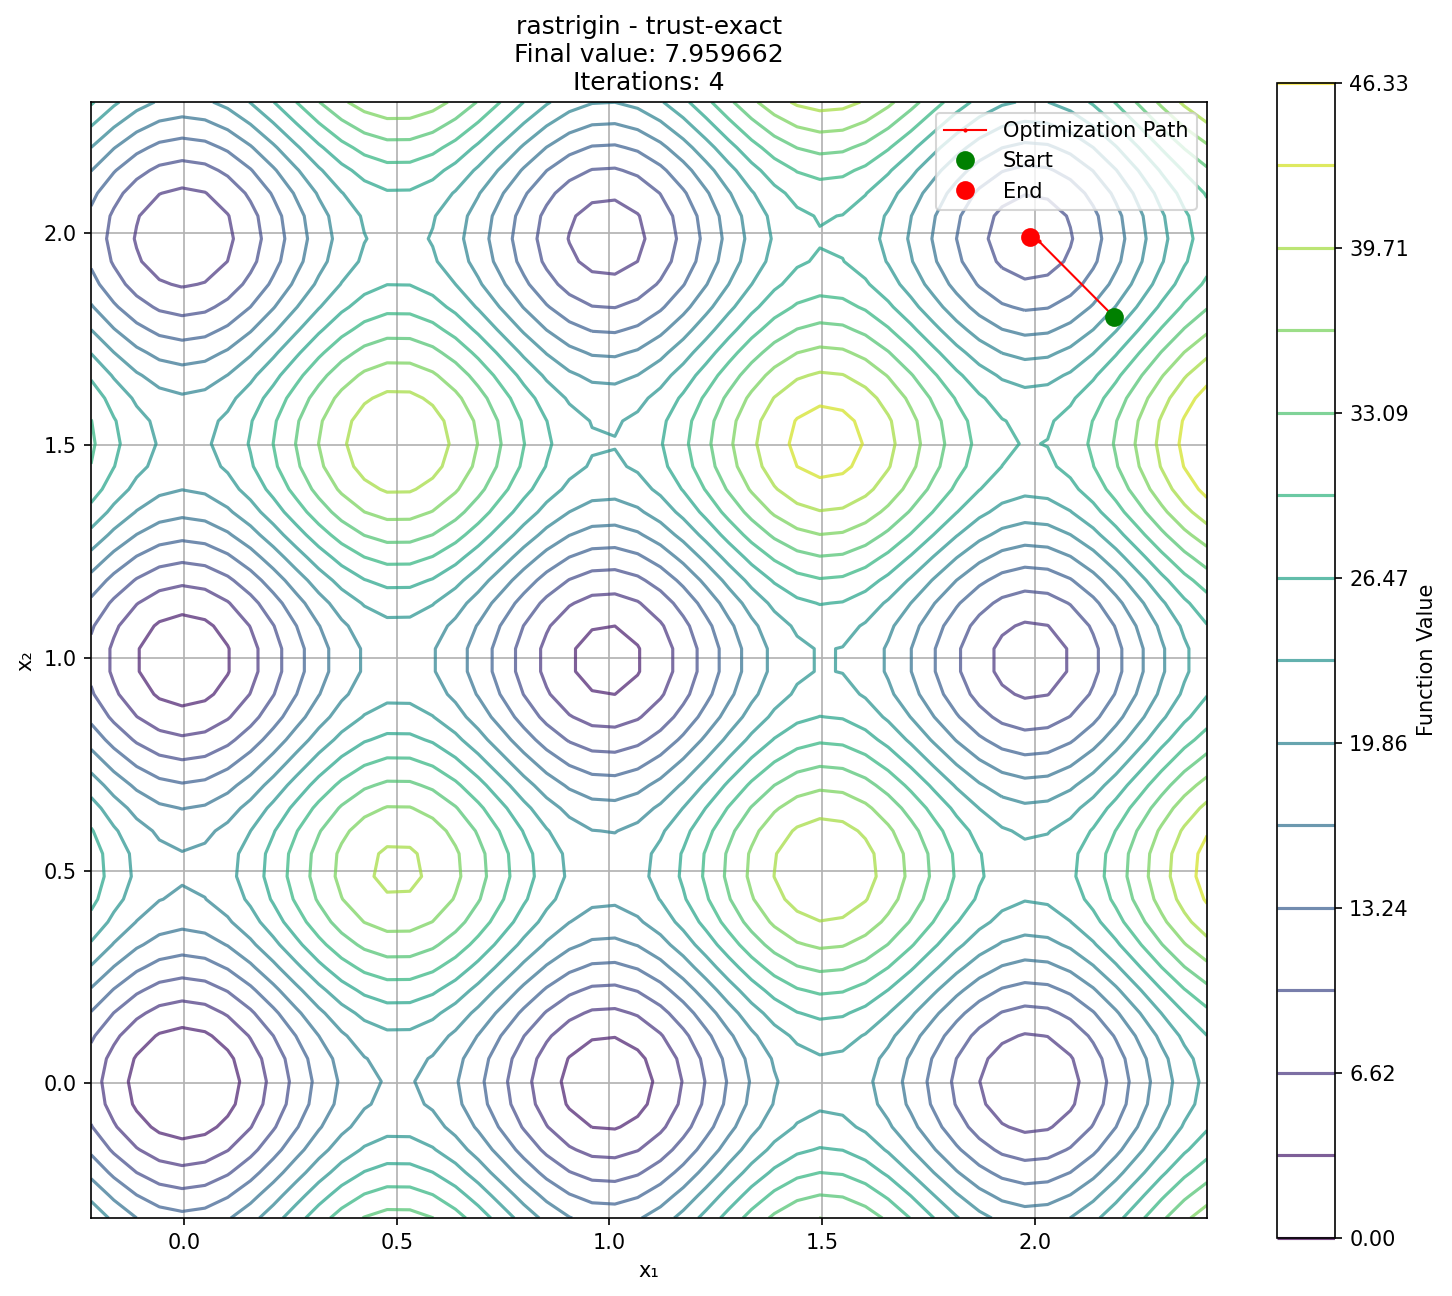 rastrigin - trust-exact
Final value: 7.959662
Iterations: 4
Optimization Path
Start
End
2.0
1.5
1.0
0.5
0.0
x₂
0.0
0.5
1.0
1.5
2.0
x₁
46.33
39.71
33.09
26.47
19.86
13.24
6.62
0.00
Function Value